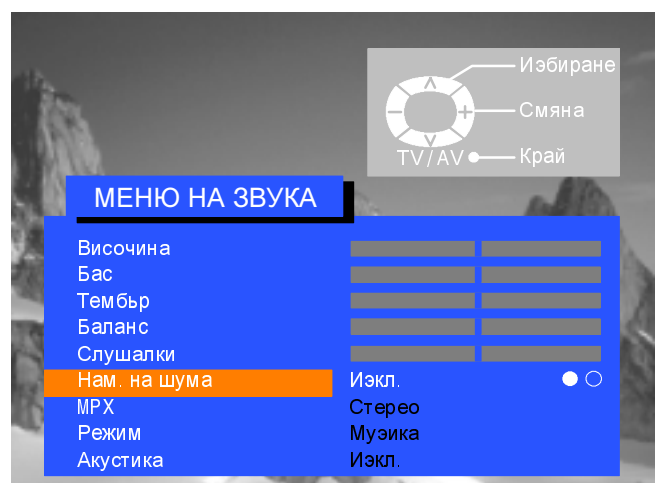 Иэбиране
Смяна
TV/AV Край
МЕНЮ НА ЗВУКА
Височина
Бас
Тембьр
Баланс
Слушалки
Нам. на шума Иэкл.
MPX Стерео
Режим Муэика
Акустика Иэкл.